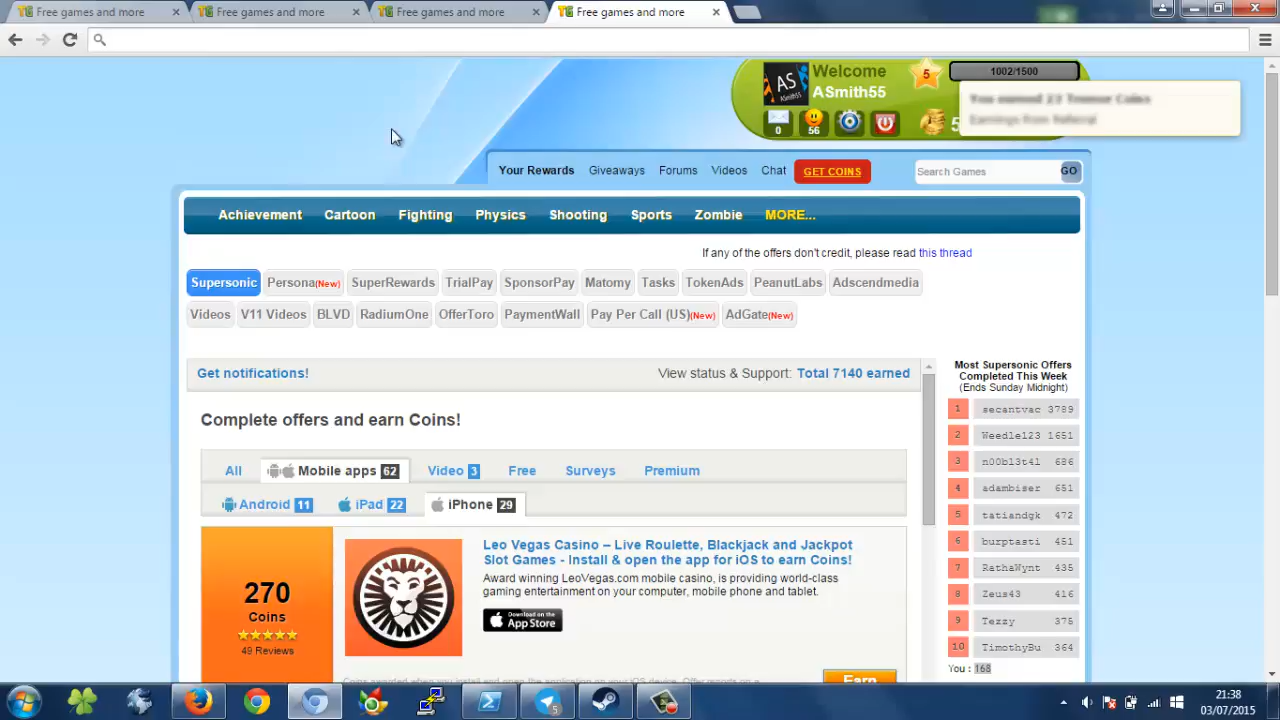 Free games and more
Free games and more
Free games and more
Free games and more
Welcome
ASmith55
AS
ASmith55
5
1002/1500
0
56
5
Your Rewards
Giveaways
Forums
Videos
Chat
GET COINS
Search Games
GO
Achievement
Cartoon
Fighting
Physics
Shooting
Sports
Zombie
MORE...
If any of the offers don't credit, please read this thread
Supersonic
Persona(New)
SuperRewards
TrialPay
SponsorPay
Matomy
Tasks
TokenAds
PeanutLabs
Adscendmedia
Videos
V11 Videos
BLVD
RadiumOne
OfferToro
PaymentWall
Pay Per Call (US)(New)
AdGate(New)
Get notifications!
View status & Support: Total 7140 earned
Complete offers and earn Coins!
All
Mobile apps 62
Video 3
Free
Surveys
Premium
Android 11
iPad 22
iPhone 29
270
Coins
49 Reviews
Leo Vegas Casino – Live Roulette, Blackjack and Jackpot
Slot Games - Install & open the app for iOS to earn Coins!
Award winning LeoVegas.com mobile casino, is providing world-class
gaming entertainment on your computer, mobile phone and tablet.
Download on the
App Store
Earn
Most Supersonic Offers
Completed This Week
(Ends Sunday Midnight)
1 secantvac 3789
2 Weedle123 1651
3 n00bl3t4l 686
4 adambiser 651
5 tatiandgk 472
6 burptasti 451
7 RathaWynt 435
8 Zeus43 416
9 Tezzy 375
10 TimothyBu 364
You : 168
21:38
03/07/2015